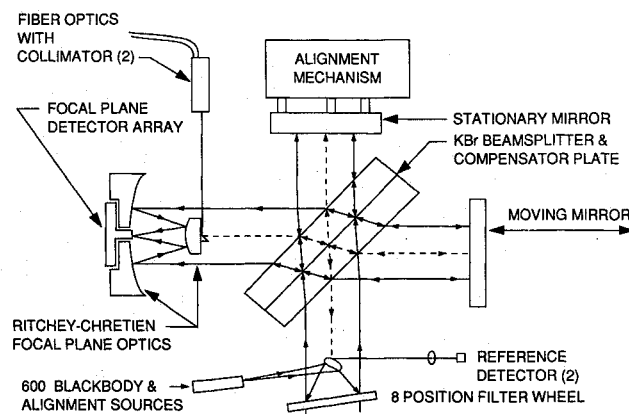 FIBER OPTICS
WITH
COLLIMATOR (2)
ALIGNMENT
MECHANISM
FOCAL PLANE
DETECTOR ARRAY
STATIONARY MIRROR
KBr BEAMSPLITTER &
COMPENSATOR PLATE
MOVING MIRROR
RITCHEY-CHRETIEN
FOCAL PLANE OPTICS
REFERENCE
DETECTOR (2)
600 BLACKBODY &
ALIGNMENT SOURCES
8 POSITION FILTER WHEEL